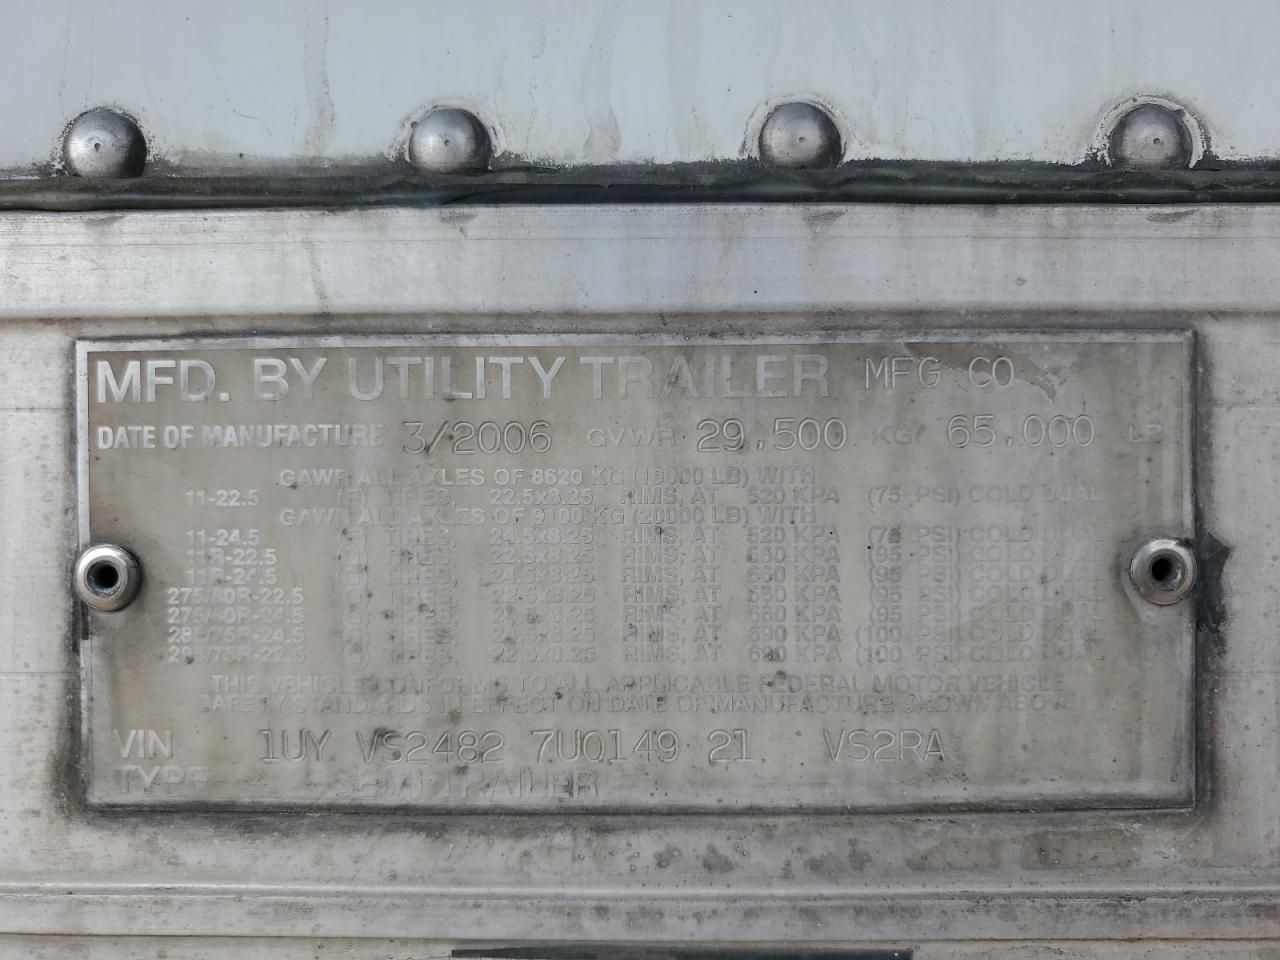 MFD. BY UTILITY TRAILER MFG CO
DATE OF MANUFACTURE 3/2006 GVWR 29,500 KG/ 65,000 LB
GAWR ALL AXLES OF 8620 KG (19000 LB) WITH
11-22.5 (F) TIRES, 22.5x8.25 RIMS, AT 520 KPA (75 PSI) COLD DUAL
GAWR ALL AXLES OF 9100 KG (20000 LB) WITH
11-24.5 TIRES, 24.5x8.25 RIMS, AT 520 KPA (75 PSI) COLD DUAL
11R-22.5 TIRES, 22.5x8.25 RIMS, AT 660 KPA (95 PSI) COLD DUAL
11R-24.5 TIRES, 24.5x8.25 RIMS, AT 660 KPA (95 PSI) COLD DUAL
275/80R-22.5 TIRES, 22.5x8.25 RIMS, AT 660 KPA (95 PSI) COLD DUAL
275/80R-24.5 TIRES, 24.5x8.25 RIMS, AT 660 KPA (95 PSI) COLD DUAL
285/75R-24.5 TIRES, 24.5x8.25 RIMS, AT 690 KPA (100 PSI) COLD DUAL
295/75R-22.5 TIRES, 22.5x8.25 RIMS, AT 690 KPA (100 PSI) COLD DUAL
THIS VEHICLE CONFORMS TO ALL APPLICABLE FEDERAL MOTOR VEHICLE
SAFETY STANDARDS IN EFFECT ON DATE OF MANUFACTURE SHOWN ABOVE
VIN 1UY VS2482 7U0149 21 VS2RA
TYPE SEMITRAILER